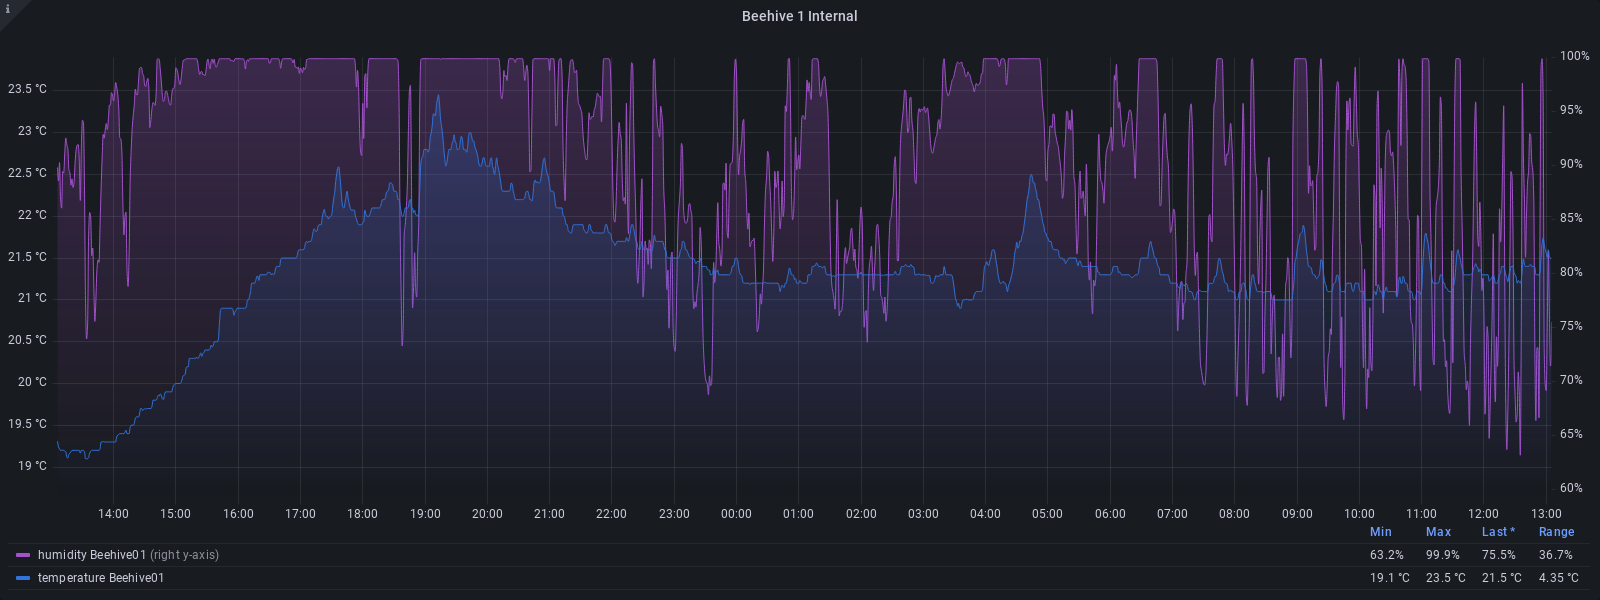 i
Beehive 1 Internal
100%
23.5 °C
95%
23 °C
90%
22.5 °C
22 °C
85%
21.5 °C
80%
21 °C
75%
20.5 °C
20 °C
70%
19.5 °C
65%
19 °C
60%
14:00 15:00 16:00 17:00 18:00 19:00 20:00 21:00 22:00 23:00 00:00 01:00 02:00 03:00 04:00 05:00 06:00 07:00 08:00 09:00 10:00 11:00 12:00 13:00
Min Max Last * Range
humidity Beehive01 (right y-axis) 63.2% 99.9% 75.5% 36.7%
temperature Beehive01 19.1 °C 23.5 °C 21.5 °C 4.35 °C